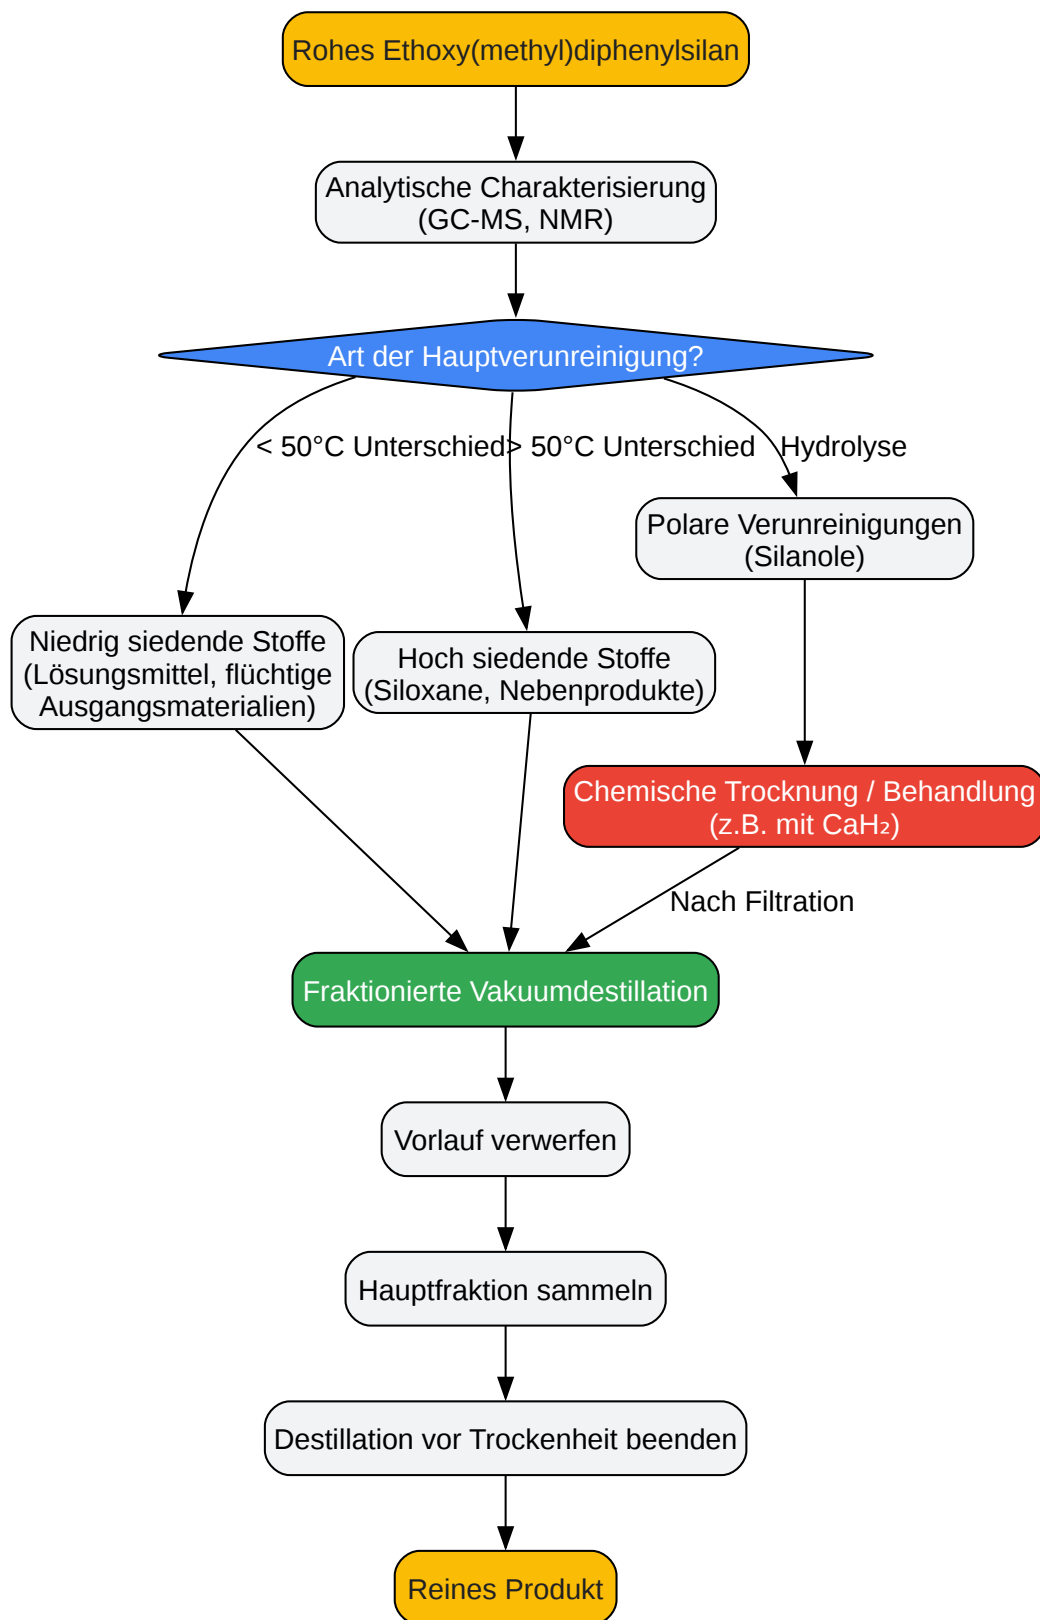 Rohes Ethoxy(methyl)diphenylsilan
Analytische Charakterisierung
(GC-MS, NMR)
Art der Hauptverunreinigung?
< 50°C Unterschied
> 50°C Unterschied
Hydrolyse
Polare Verunreinigungen
(Silanole)
Niedrig siedende Stoffe
(Lösungsmittel, flüchtige
Ausgangsmaterialien)
Hoch siedende Stoffe
(Siloxane, Nebenprodukte)
Chemische Trocknung / Behandlung
(z.B. mit CaH₂)
Nach Filtration
Fraktionierte Vakuumdestillation
Vorlauf verwerfen
Hauptfraktion sammeln
Destillation vor Trockenheit beenden
Reines Produkt